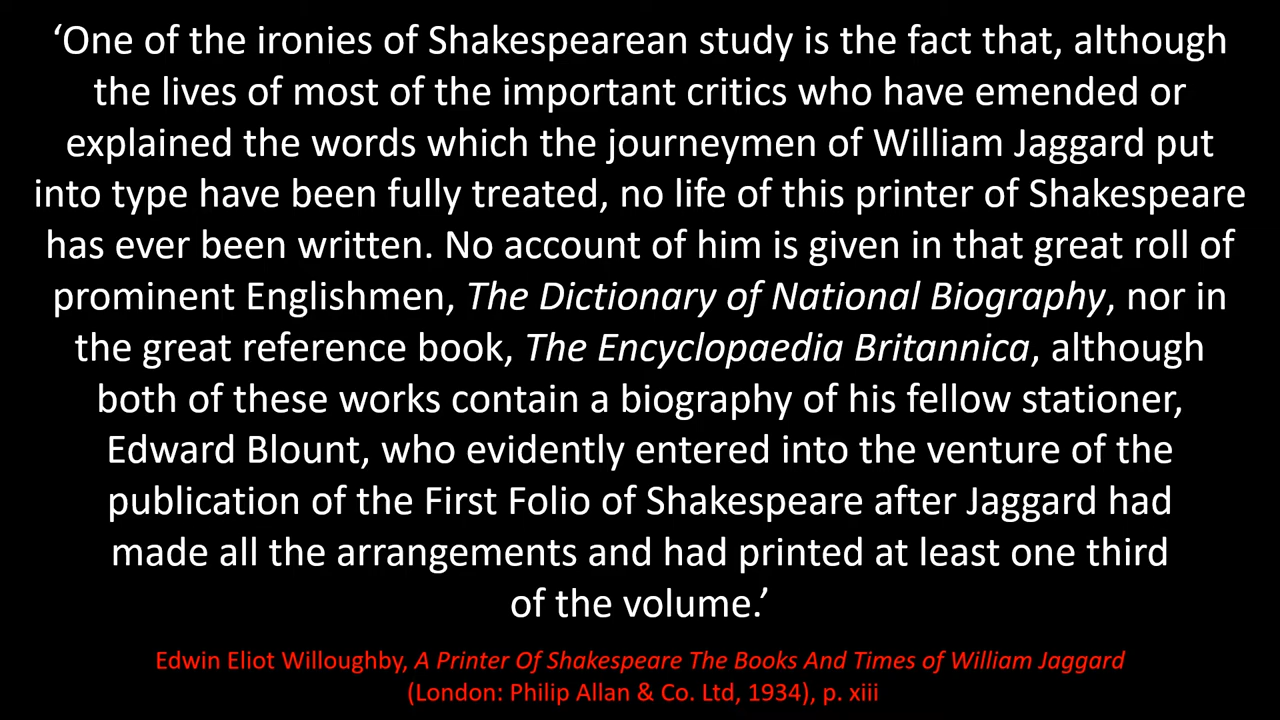 ‘One of the ironies of Shakespearean study is the fact that, although
the lives of most of the important critics who have emended or
explained the words which the journeymen of William Jaggard put
into type have been fully treated, no life of this printer of Shakespeare
has ever been written. No account of him is given in that great roll of
prominent Englishmen, The Dictionary of National Biography, nor in
the great reference book, The Encyclopaedia Britannica, although
both of these works contain a biography of his fellow stationer,
Edward Blount, who evidently entered into the venture of the
publication of the First Folio of Shakespeare after Jaggard had
made all the arrangements and had printed at least one third
of the volume.’
Edwin Eliot Willoughby, A Printer Of Shakespeare The Books And Times of William Jaggard
(London: Philip Allan & Co. Ltd, 1934), p. xiii